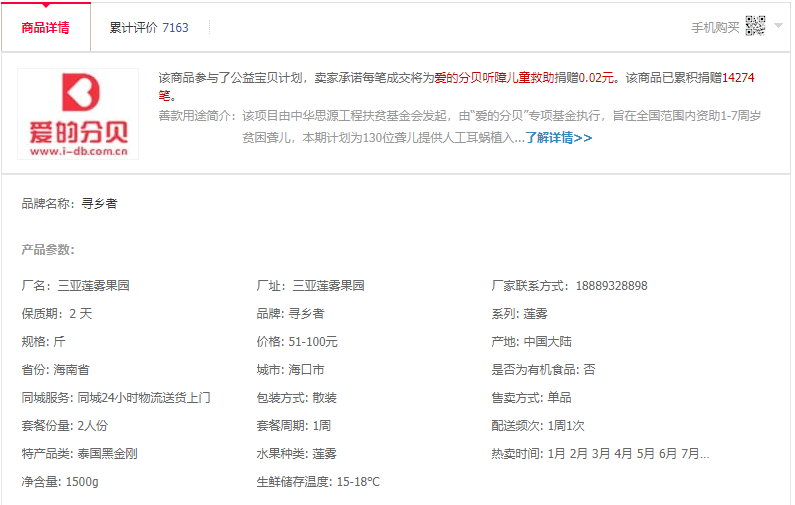 商品详情
累计评价 7163
手机购买
爱的分贝
www.i-db.com.cn
该商品参与了公益宝贝计划，卖家承诺每笔成交将为爱的分贝听障儿童救助捐赠0.02元。该商品已累积捐赠14274
笔。
善款用途简介：该项目由中华思源工程扶贫基金会发起，由“爱的分贝”专项基金执行，旨在全国范围内资助1-7周岁
贫困聋儿，本期计划为130位聋儿提供人工耳蜗植入...了解详情>>
品牌名称：寻乡者
产品参数：
厂名：三亚莲雾果园
厂址：三亚莲雾果园
厂家联系方式：18889328898
保质期：2 天
品牌: 寻乡者
系列: 莲雾
规格: 斤
价格: 51-100元
产地: 中国大陆
省份: 海南省
城市: 海口市
是否为有机食品: 否
同城服务: 同城24小时物流送货上门
包装方式: 散装
售卖方式: 单品
套餐份量: 2人份
套餐周期: 1周
配送频次: 1周1次
特产品类: 泰国黑金刚
水果种类: 莲雾
热卖时间: 1月 2月 3月 4月 5月 6月 7月...
净含量: 1500g
生鲜储存温度: 15-18℃